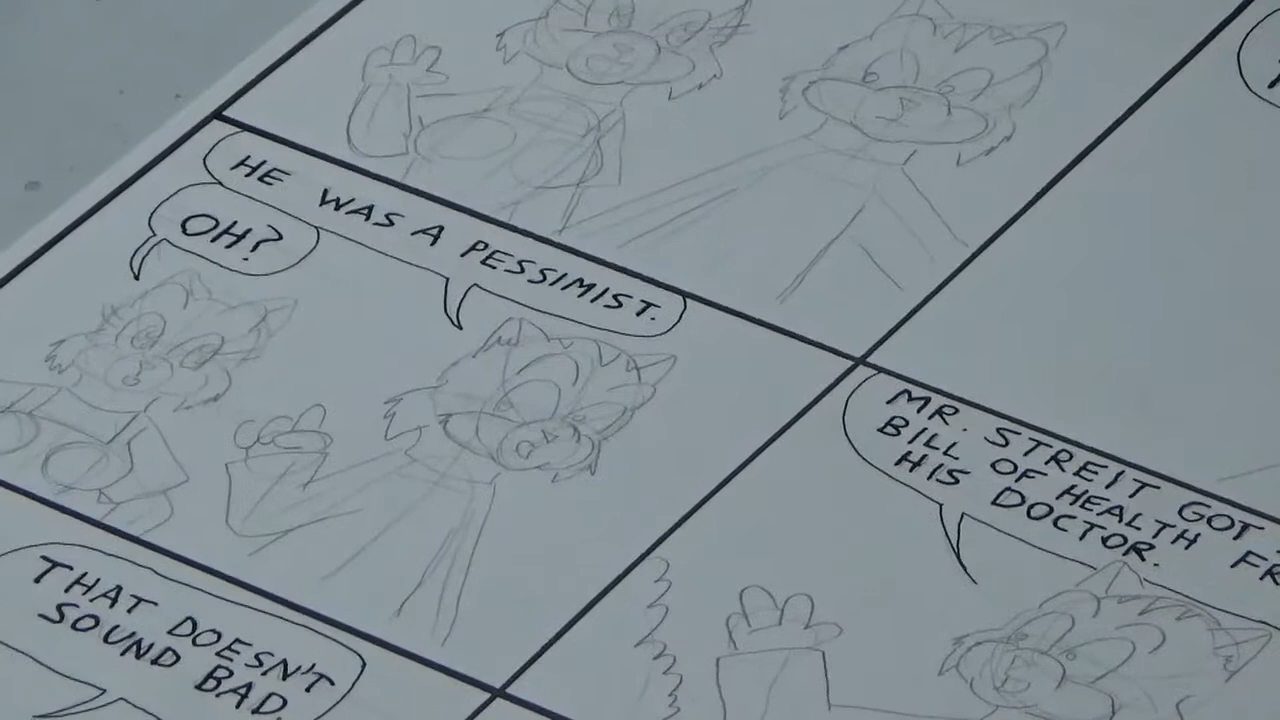 HE WAS A PESSIMIST.
OH?
MR. STREIT GOT
BILL OF HEALTH
HIS DOCTOR.
THAT DOESN'T
SOUND BAD.